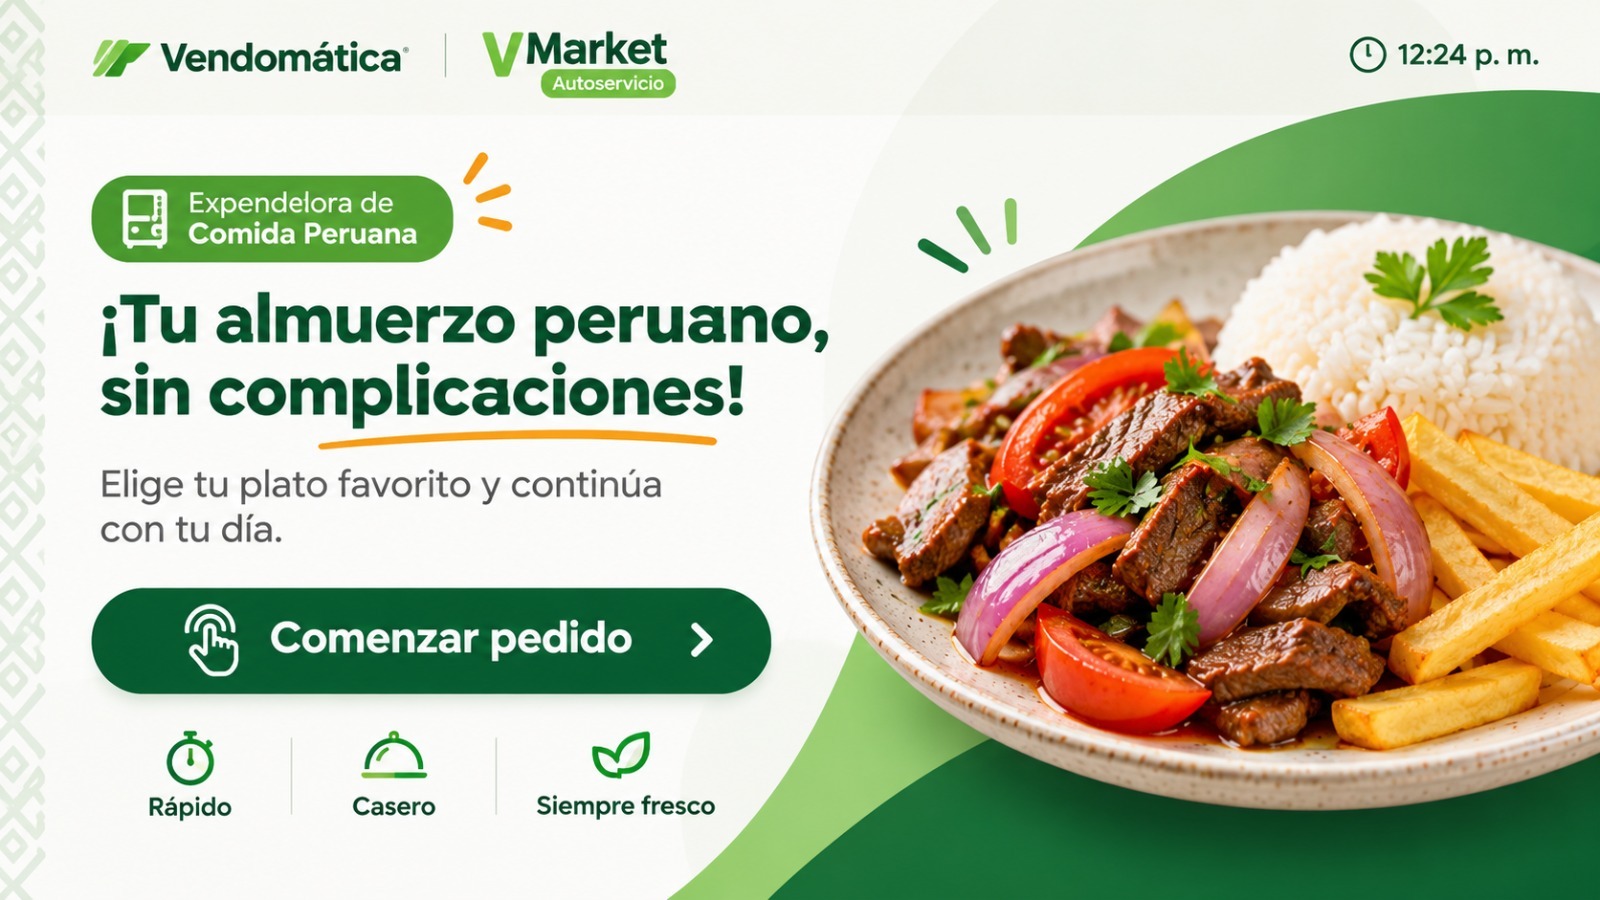 Vendomática®
VMarket
Autoservicio
12:24 p. m.
Expendelora de
Comida Peruana
¡Tu almuerzo peruano,
sin complicaciones!
Elige tu plato favorito y continúa
con tu día.
Comenzar pedido
Rápido
Casero
Siempre fresco